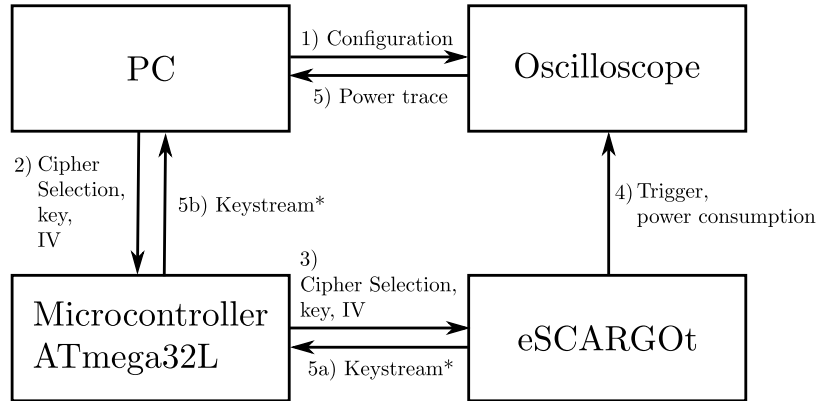 PC
1) Configuration
5) Power trace
Oscilloscope
2) Cipher
Selection,
key,
IV
5b) Keystream*
4) Trigger,
power consumption
Microcontroller
ATmega32L
3)
Cipher Selection,
key, IV
5a) Keystream*
eSCARGOt